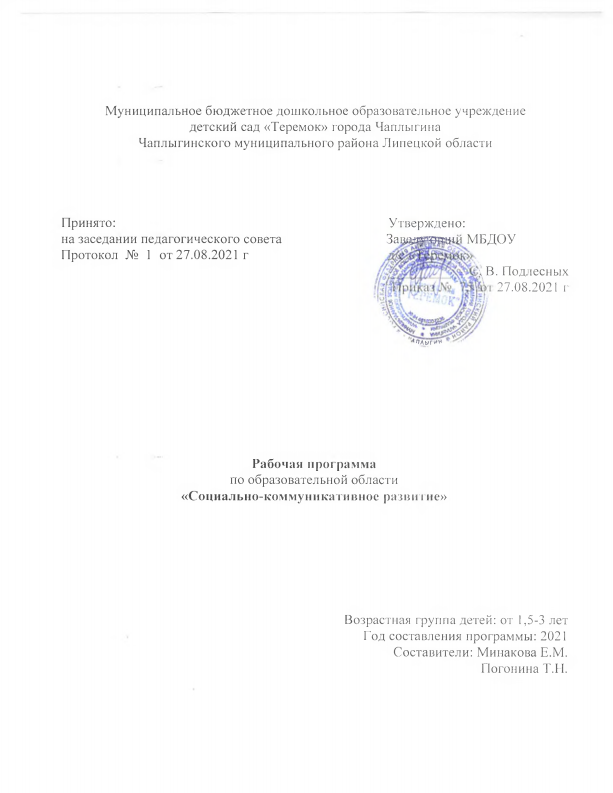 Муниципальное бюджетное дошкольное образовательное учреждение
детский сад «Теремок» города Чаплыгина
Чаплыгинского муниципального района Липецкой области
Принято:
на заседании педагогического совета
Протокол № 1 от 27.08.2021 г
Утверждено:
Заведующий МБДОУ
д/с «Теремок»
С. В. Подлесных
Приказ № от 27.08.2021 г
"ТЕРЕМОК"
Рабочая программа
по образовательной области
«Социально-коммуникативное развитие»
Возрастная группа детей: от 1,5-3 лет
Год составления программы: 2021
Составители: Минакова Е.М.
Погонина Т.Н.